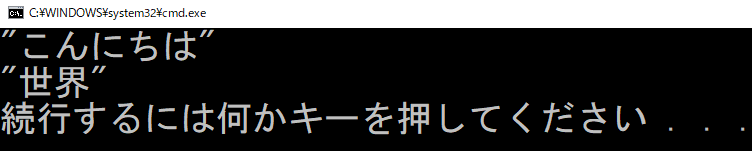 C:¥WINDOWS¥system32¥cmd.exe
"こんにちは"
"世界"
続行するには何かキーを押してください . . .